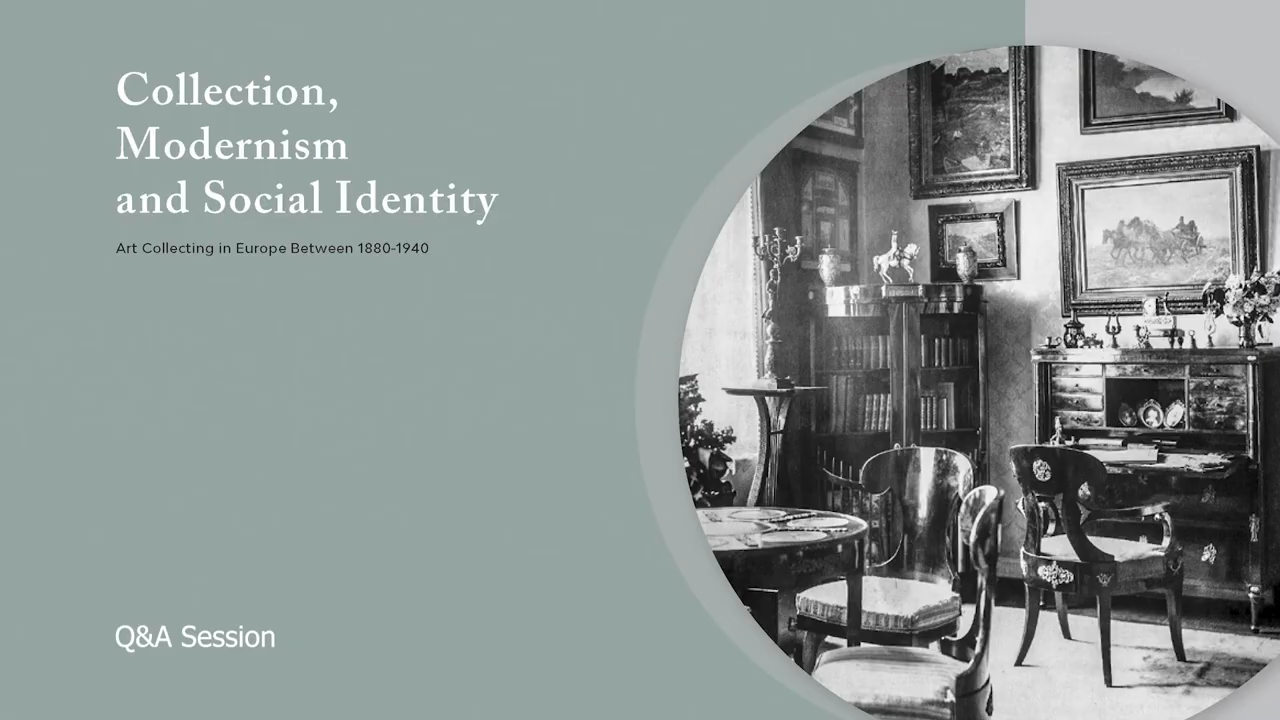 Collection,
Modernism
and Social Identity
Art Collecting in Europe Between 1880-1940
Q&A Session